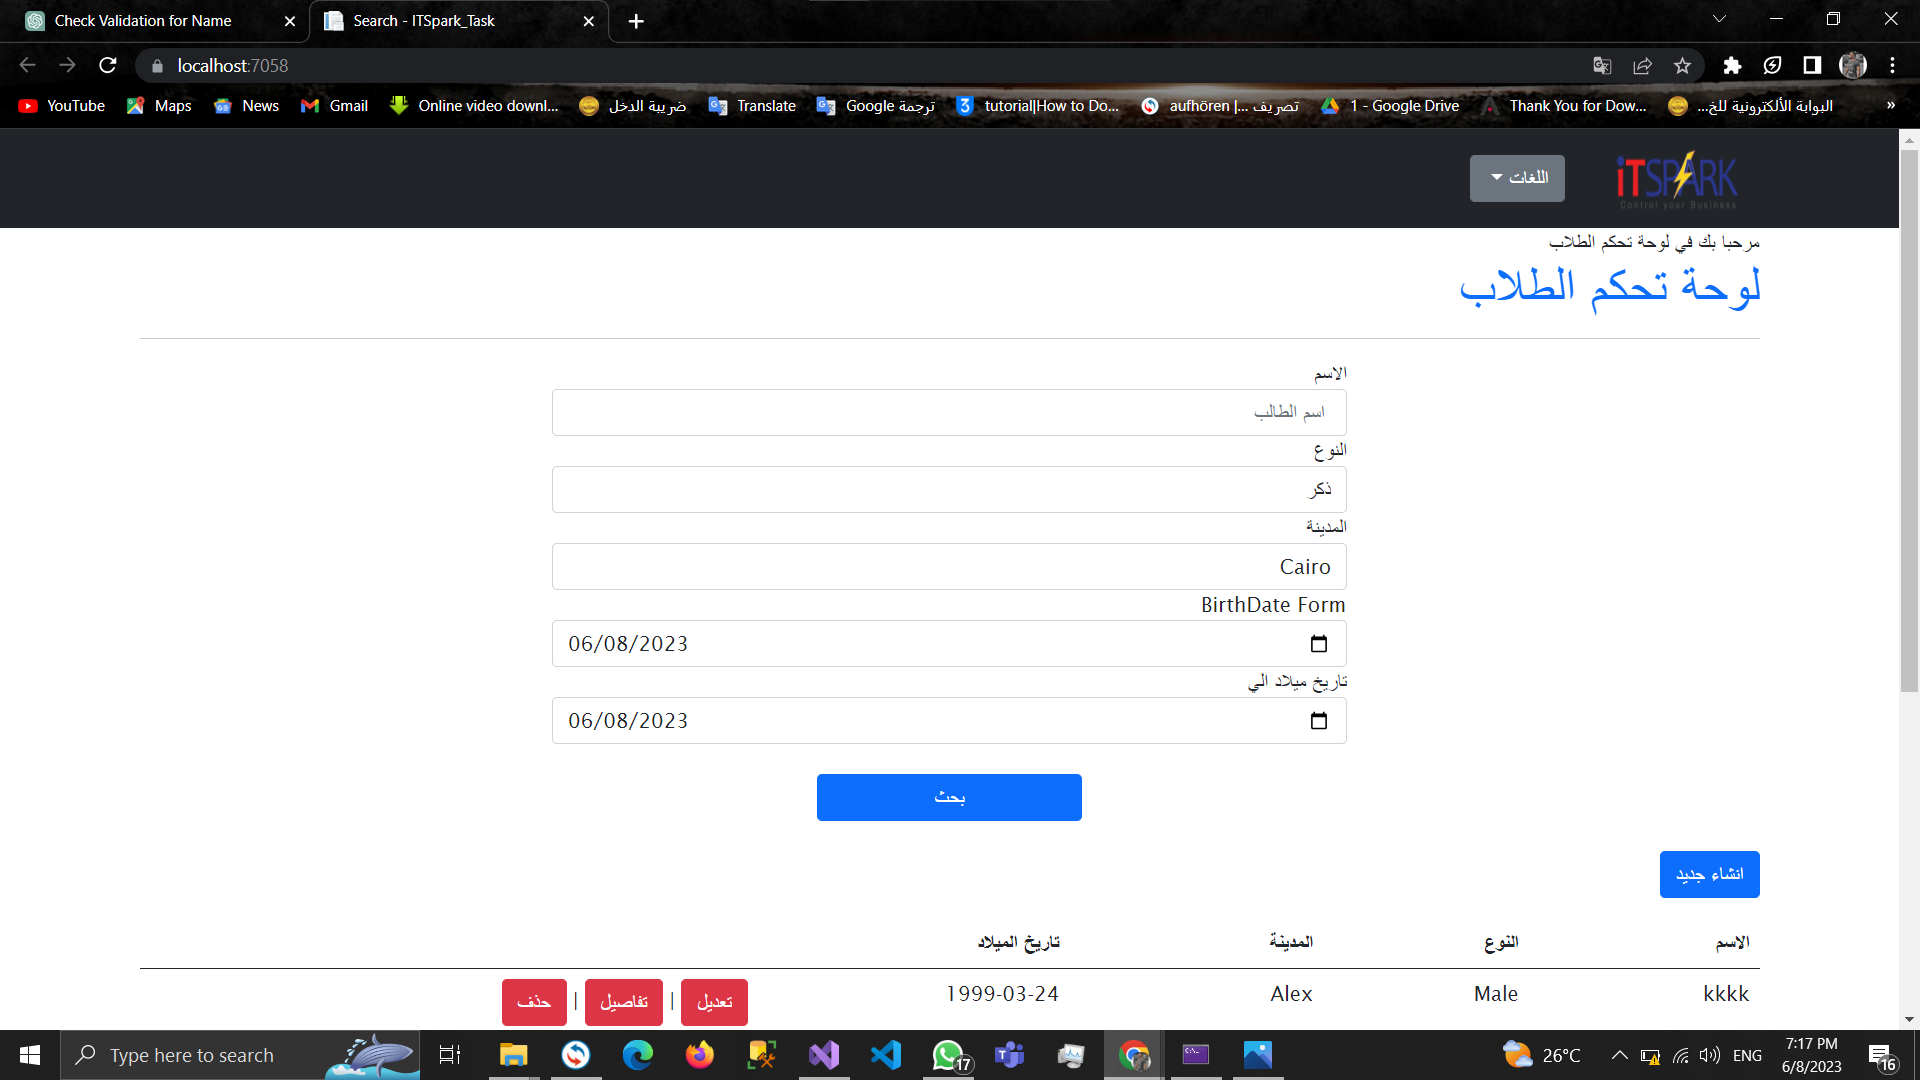 Check Validation for Name
Search - ITSpark_Task
localhost:7058
YouTube
Maps
News
Gmail
Online video downl...
ضريبة الدخل
Translate
ترجمة Google
tutorial|How to Do...
تصريف ...| aufhören
1 - Google Drive
Thank You for Dow...
البوابة الألكترونية للخ...
»
اللغات
iTSPARK
Control your Business
مرحبا بك في لوحة تحكم الطلاب
لوحة تحكم الطلاب
الاسم
اسم الطالب
النوع
ذكر
المدينة
Cairo
BirthDate Form
06/08/2023
تاريخ ميلاد الي
06/08/2023
بحث
انشاء جديد
الاسم النوع المدينة تاريخ الميلاد
kkkk Male Alex 1999-03-24 تعديل | تفاصيل | حذف
Type here to search
17
26°C
ENG
7:17 PM
6/8/2023
16